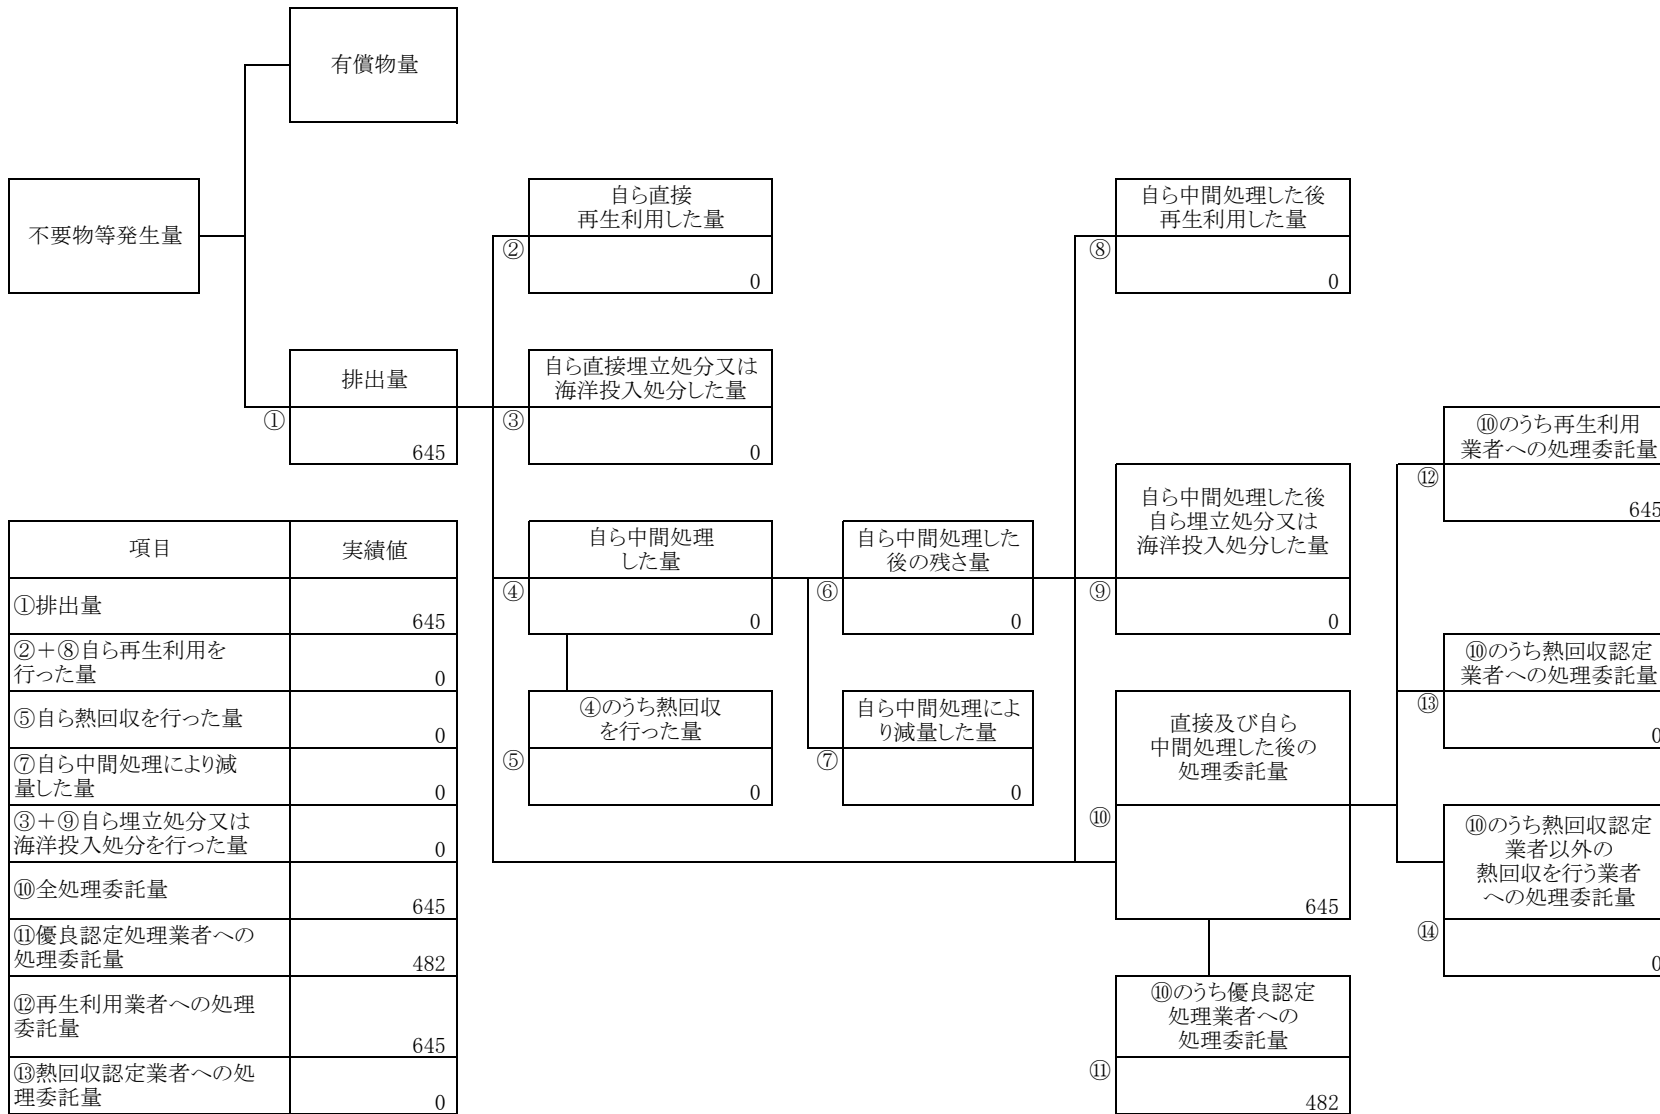 有償物量
不要物等発生量
自ら直接
再生利用した量
②
0
自ら中間処理した後
再生利用した量
⑧
0
排出量
①
645
自ら直接埋立処分又は
海洋投入処分した量
③
0
⑩のうち再生利用
業者への処理委託量
⑫
645
自ら中間処理した後
自ら埋立処分又は
海洋投入処分した量
⑨
0
自ら中間処理
した量
④
0
自ら中間処理した
後の残さ量
⑥
0
④のうち熱回収
を行った量
⑤
0
自ら中間処理によ
り減量した量
⑦
0
直接及び自ら
中間処理した後の
処理委託量
⑩
645
⑩のうち熱回収認定
業者への処理委託量
⑬
0
⑩のうち熱回収認定
業者以外の
熱回収を行う業者
への処理委託量
⑭
0
⑩のうち優良認定
処理業者への
処理委託量
⑪
482
項目 実績値
①排出量
645
②+⑧自ら再生利用を
行った量
0
⑤自ら熱回収を行った量
0
⑦自ら中間処理により減
量した量
0
③+⑨自ら埋立処分又は
海洋投入処分を行った量
0
⑩全処理委託量
645
⑪優良認定処理業者への
処理委託量
482
⑫再生利用業者への処理
委託量
645
⑬熱回収認定業者への処
理委託量
0